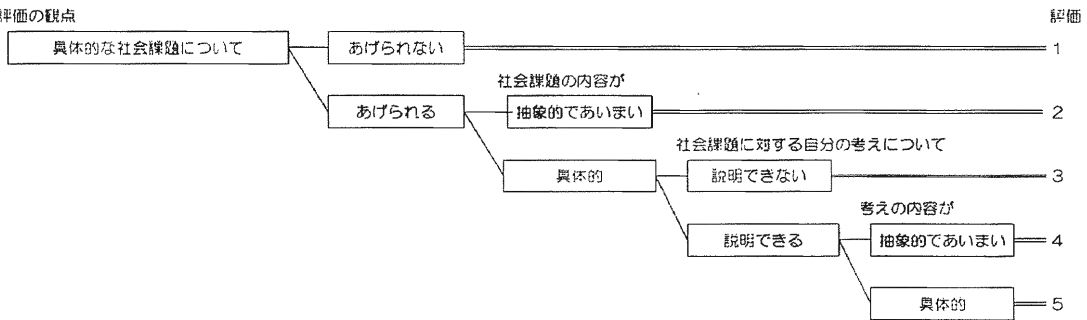 評価の観点 評価
具体的な社会課題について あげられない 1
社会課題の内容が
あげられる 抽象的であいまい 2
社会課題に対する自分の考えについて
具体的 説明できない 3
考えの内容が
説明できる 抽象的であいまい 4
具体的 5